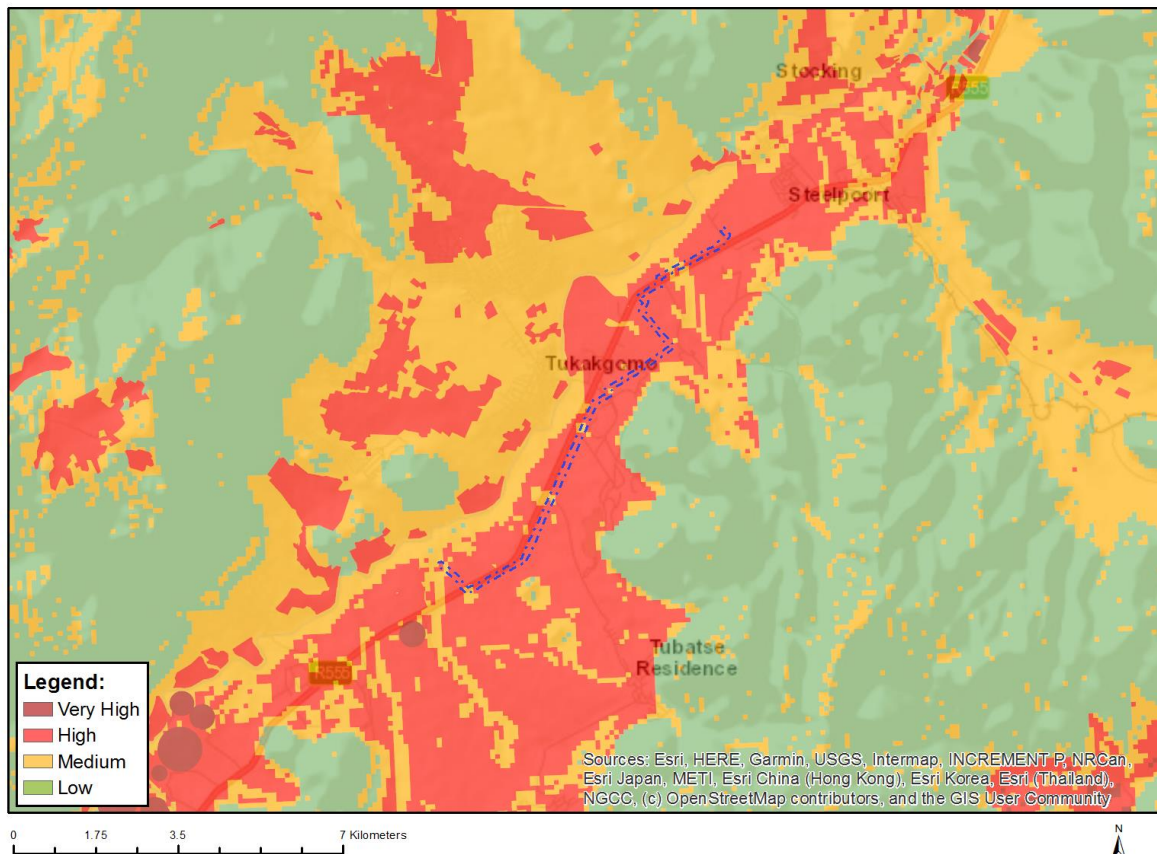 Stocking
Steelpoort
Tukakgomo
R555
Tubatse
Residence
Legend:
Very High
High
Medium
Low
Sources: Esri, HERE, Garmin, USGS, Intermap, INCREMENT P, NRCan,
Esri Japan, METI, Esri China (Hong Kong), Esri Korea, Esri (Thailand),
NGCC, (c) OpenStreetMap contributors, and the GIS User Community
0 1.75 3.5 7 Kilometers
N